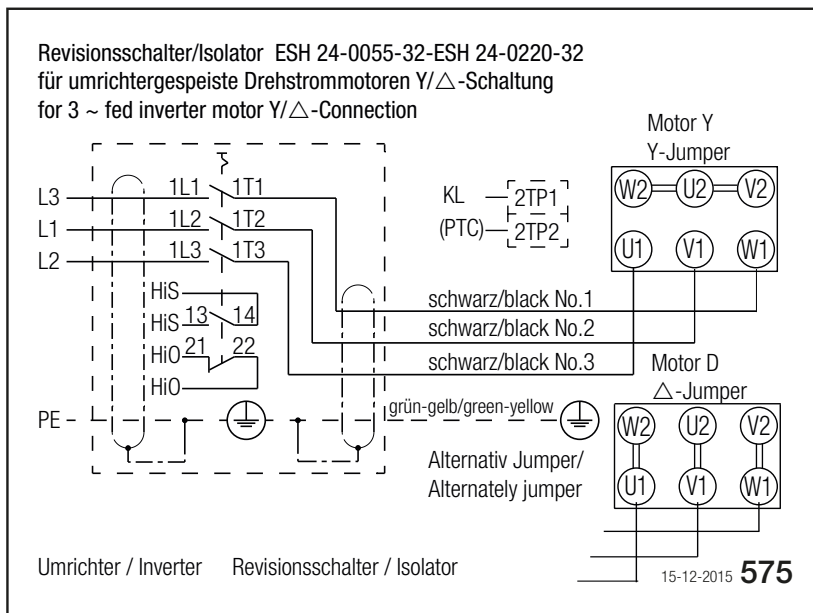 Revisionsschalter/Isolator ESH 24-0055-32-ESH 24-0220-32
für umrichtergespeiste Drehstrommotoren Y/△-Schaltung
for 3 ~ fed inverter motor Y/△-Connection
Motor Y
Y-Jumper
W2 U2 V2
U1 V1 W1
L3 1L1 1T1
L1 1L2 1T2
L2 1L3 1T3
KL 2TP1
(PTC) 2TP2
HiS
HiS 13 14
HiO 21 22
HiO
schwarz/black No.1
schwarz/black No.2
schwarz/black No.3
PE
grün-gelb/green-yellow
Motor D
△-Jumper
W2 U2 V2
U1 V1 W1
Alternativ Jumper/
Alternately jumper
Umrichter / Inverter Revisionsschalter / Isolator
15-12-2015 575